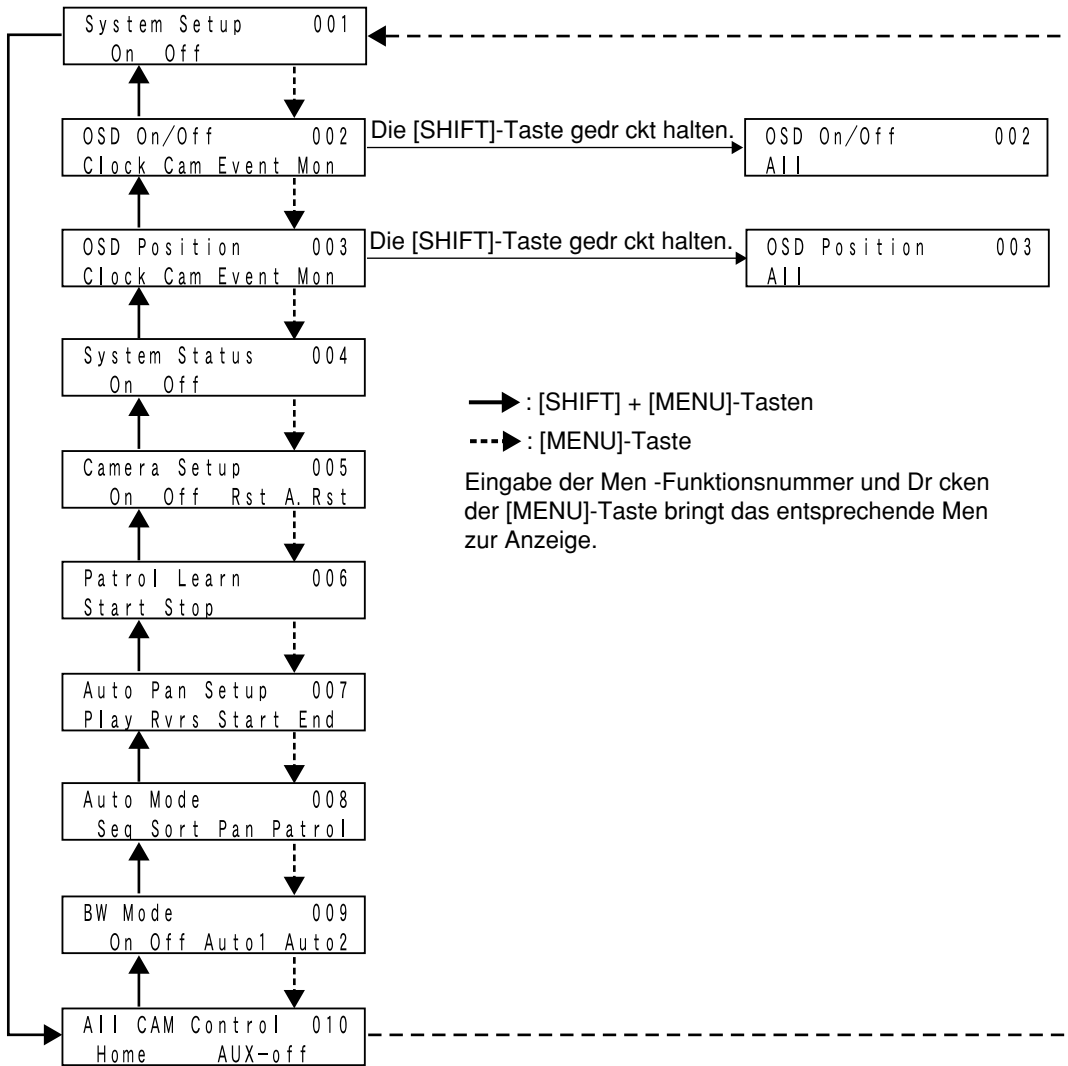 System Setup 001
On Off
OSD On/Off 002
Clock Cam Event Mon
Die [SHIFT]-Taste gedr ckt halten.
OSD On/Off 002
All
OSD Position 003
Clock Cam Event Mon
Die [SHIFT]-Taste gedr ckt halten.
OSD Position 003
All
System Status 004
On Off
: [SHIFT] + [MENU]-Tasten
: [MENU]-Taste
Eingabe der Men -Funktionsnummer und Dr cken
der [MENU]-Taste bringt das entsprechende Men
zur Anzeige.
Camera Setup 005
On Off Rst A.Rst
Patrol Learn 006
Start Stop
Auto Pan Setup 007
Play Rvrs Start End
Auto Mode 008
Seq Sort Pan Patrol
BW Mode 009
On Off Auto1 Auto2
All CAM Control 010
Home AUX-off